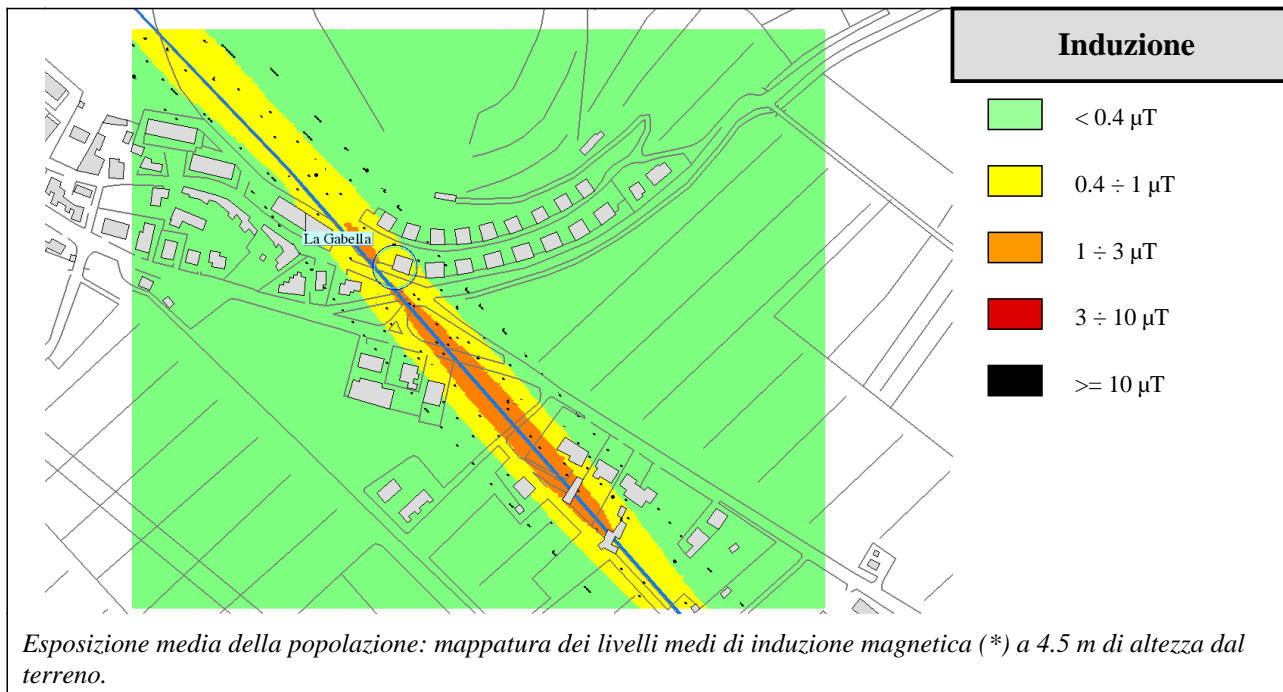 Induzione
< 0.4 µT
0.4 ÷ 1 µT
1 ÷ 3 µT
3 ÷ 10 µT
>= 10 µT
La Gabella
Esposizione media della popolazione: mappatura dei livelli medi di induzione magnetica (*) a 4.5 m di altezza dal
terreno.